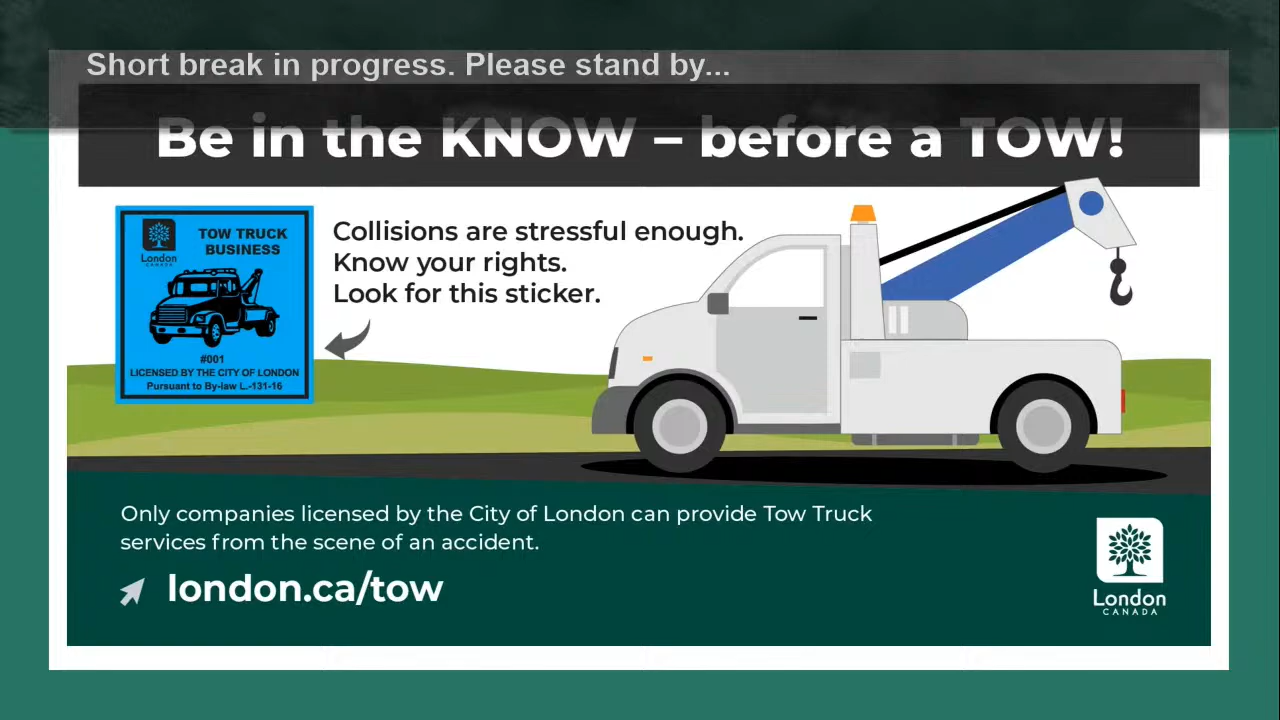 Short break in progress. Please stand by...
Be in the KNOW – before a TOW!
London
CANADA
TOW TRUCK
BUSINESS
#001
LICENSED BY THE CITY OF LONDON
Pursuant to By-law L.-131-16
Collisions are stressful enough.
Know your rights.
Look for this sticker.
Only companies licensed by the City of London can provide Tow Truck
services from the scene of an accident.
london.ca/tow
London
CANADA